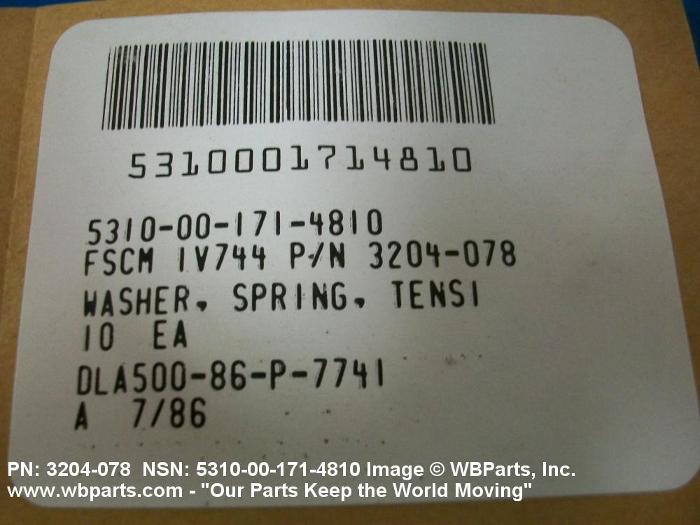 5310001714810
5310-00-171-4810
FSCM 1V744 P/N 3204-078
WASHER, SPRING, TENSI
10 EA
DLA500-86-P-7741
A 7/86
PN: 3204-078 NSN: 5310-00-171-4810 Image © WBParts, Inc.
www.wbparts.com - "Our Parts Keep the World Moving"